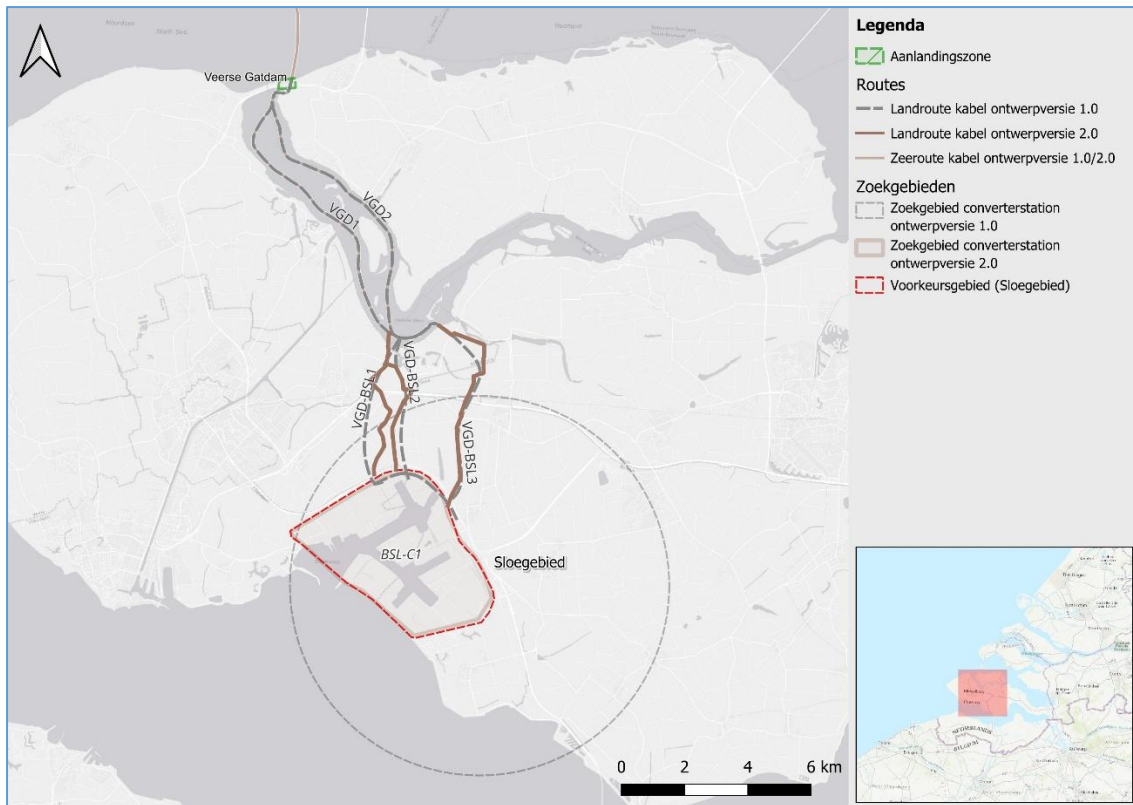 Veerse Gatdam
VGD1
VGD2
VGD-BSL1
VGD-BSL2
VGD-BSL3
BSL-C1
Sloegebied
0 2 4 6 km
Legenda
Aanlandingszone
Routes
Landroute kabel ontwerpversie 1.0
Landroute kabel ontwerpversie 2.0
Zeeroute kabel ontwerpversie 1.0/2.0
Zoekgebieden
Zoekgebied converterstation
ontwerpversie 1.0
Zoekgebied converterstation
ontwerpversie 2.0
Voorkeursgebied (Sloegebied)
NETHERLANDS
BELGIUM